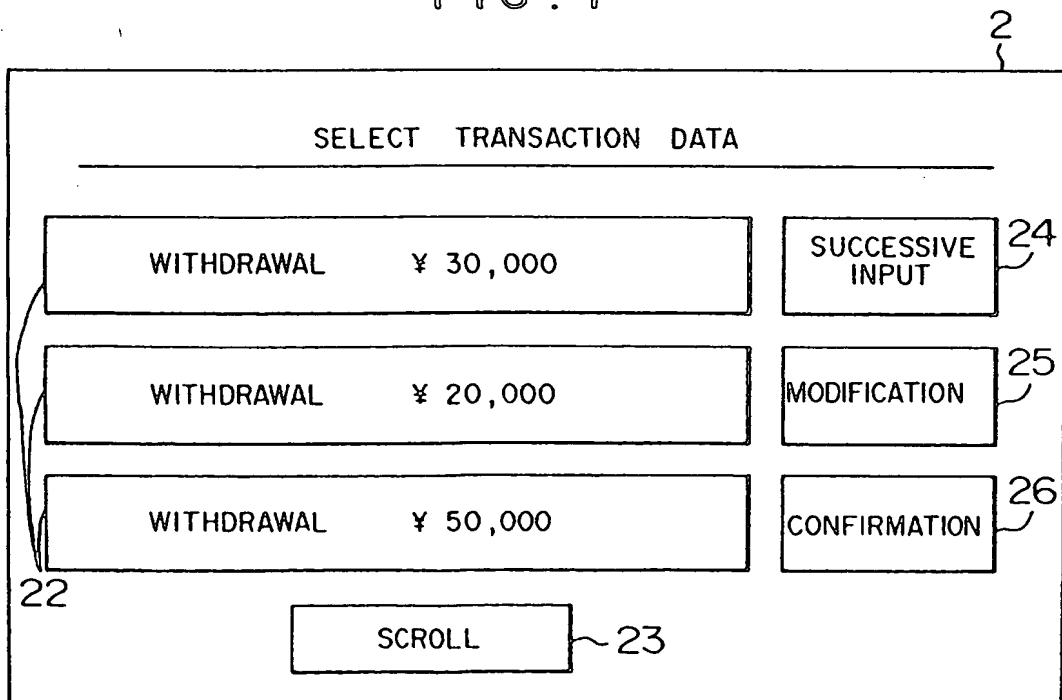 2
SELECT TRANSACTION DATA
WITHDRAWAL ¥ 30,000
SUCCESSIVE INPUT
24
WITHDRAWAL ¥ 20,000
MODIFICATION
25
WITHDRAWAL ¥ 50,000
CONFIRMATION
26
22
SCROLL
23